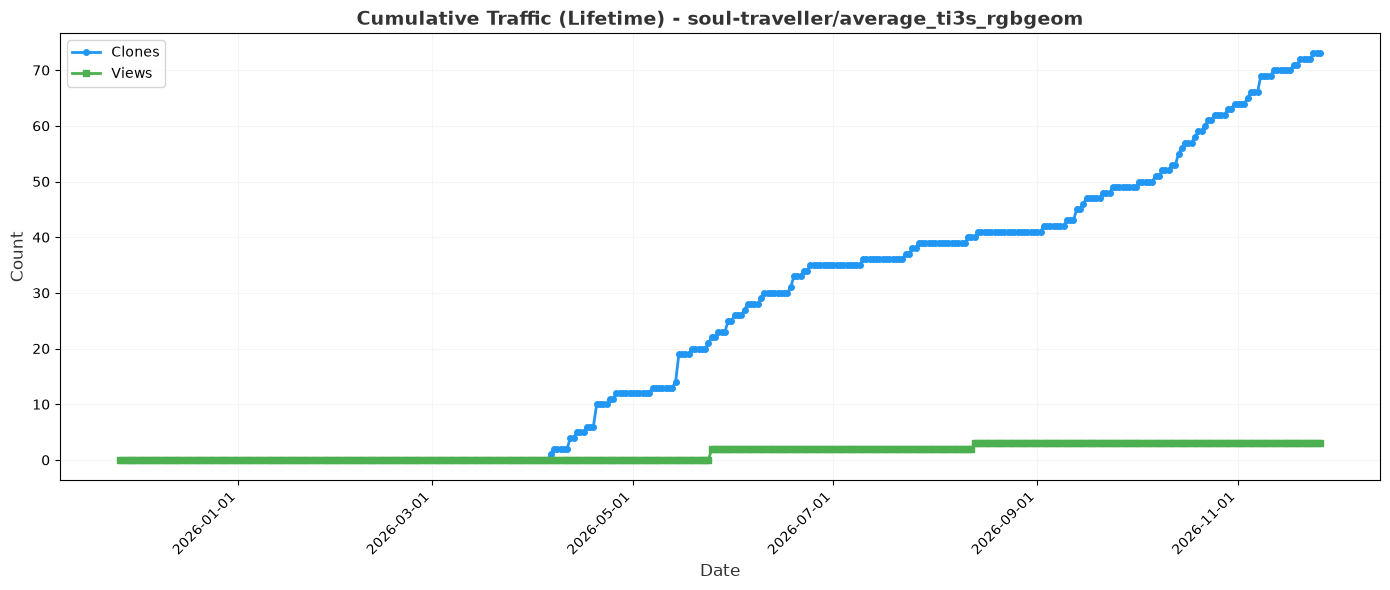 Cumulative Traffic (Lifetime) - soul-traveller/average_ti3s_rgbgeom
Clones
Views
Count
70
60
50
40
30
20
10
0
2026-01-01
2026-03-01
2026-05-01
2026-07-01
2026-09-01
2026-11-01
Date